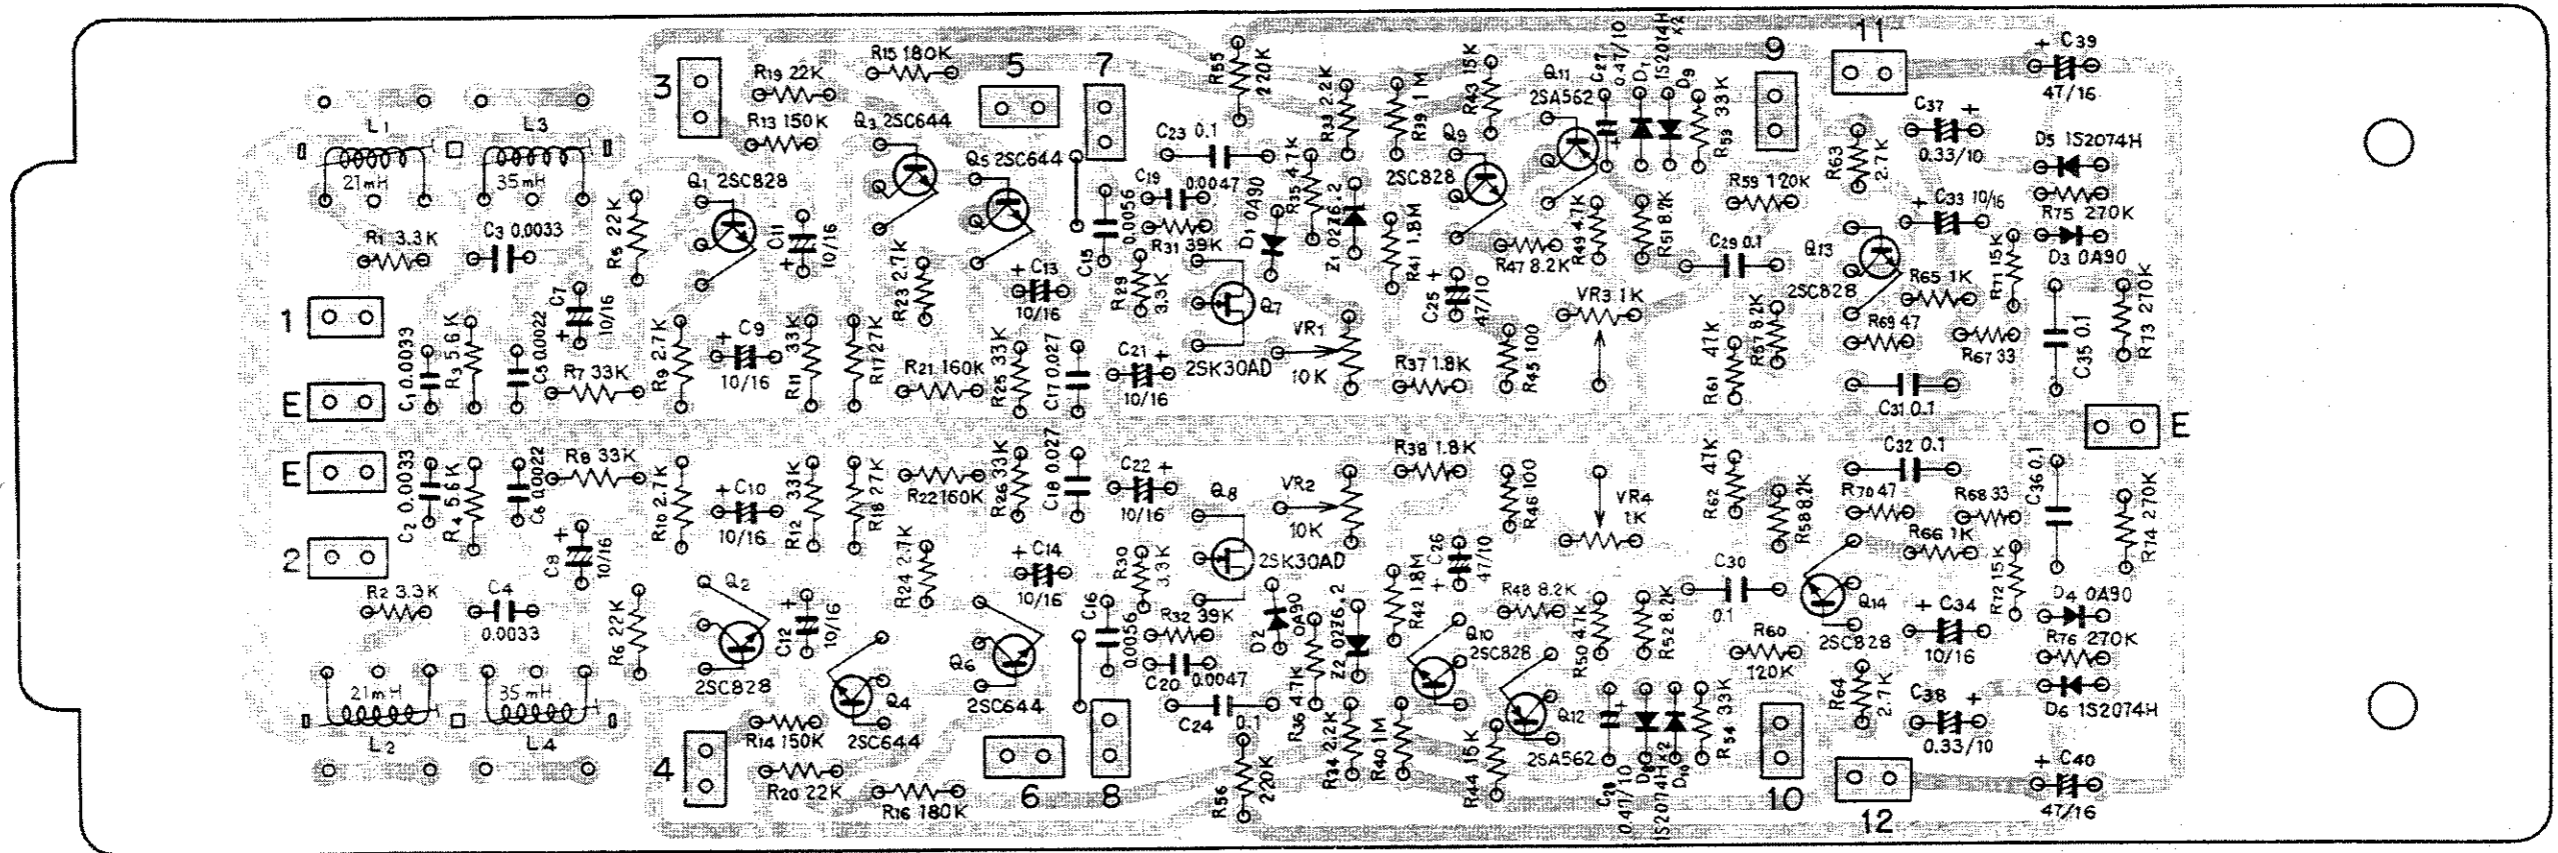 R15 180K
R19 22K
3
R13 150K
Q3 2SC644
5
7
R55 220K
C23 0.1
R33 2.2K
R39 1M
R43 15K
Q11
2SA562
C27 0.47/10
1S2074H x2
D9
R53 33K
9
11
C39
47/16
C37
0.33/10
D5 1S2074H
L1
21mH
L3
35mH
Q1 2SC828
Q5 2SC644
C19
0.0047
R31 39K
C15 0.0056
D1 0A90
R35 4.7K
Z1 02Z6.2
Q9
2SC828
R41 1.8M
R47 8.2K
R49 4.7K
R51 8.2K
R59 120K
C29 0.1
R63 2.7K
C33 10/16
R75 270K
D3 0A90
Q13
2SC828
R65 1K
R71 15K
R1 3.3K
C3 0.0033
R5 22K
C11 10/16
R23 2.7K
C13
10/16
R29 3.3K
Q7
2SK30AD
VR1
10K
C25 47/10
VR3 1K
R57 8.2K
R69 47
R67 33
C35 0.1
R13 270K
1
C1 0.0033
R3 5.6K
C5 0.0022
C7 10/16
R7 33K
R9 2.7K
C9
10/16
R11 33K
R17 27K
R21 160K
R25 33K
C17 0.027
C21
10/16
R37 1.8K
R45 100
R61 47K
C31 0.1
E
E
E
C2 0.0033
R4 5.6K
C6 0.0022
R8 33K
R10 2.7K
C10
10/16
R12 33K
R18 27K
R22 160K
R26 33K
C18 0.027
C22
10/16
Q8
2SK30AD
VR2
10K
R38 1.8K
R46 100
VR4
1K
R62 47K
R58 8.2K
C32 0.1
R70 47
R68 33
R66 1K
C36 0.1
R14 270K
2
C8 10/16
R2 3.3K
C4
0.0033
R6 22K
Q2
2SC828
C12 10/16
R24 2.7K
C14
10/16
C16 0.0056
R30 3.3K
R32 39K
C20
0.0047
D2 0A90
R36 4.7K
Z2 02Z6.2
R42 1.8M
C26 47/10
R48 8.2K
Q10
2SC828
R50 4.7K
R52 8.2K
C30
0.1
R60
120K
Q14
2SC828
R72 15K
C34
10/16
D4 0A90
R76 270K
D6 1S2074H
21mH
L2
35mH
L4
Q4
2SC644
Q6
2SC644
R14 150K
4
R20 22K
R16 180K
6
8
C24
0.1
R56 220K
R34 2.2K
R40 1M
R44 15K
Q12
2SA562
C28 0.47/10
D8
1S2074H x2
D10
R54 33K
10
R64 2.7K
C38
0.33/10
12
C40
47/16